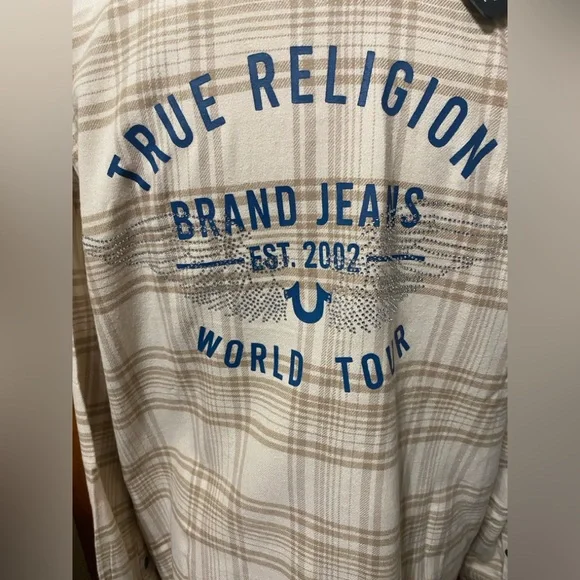 TRUE RELIGION
BRAND JEANS
EST. 2002
WORLD TOUR